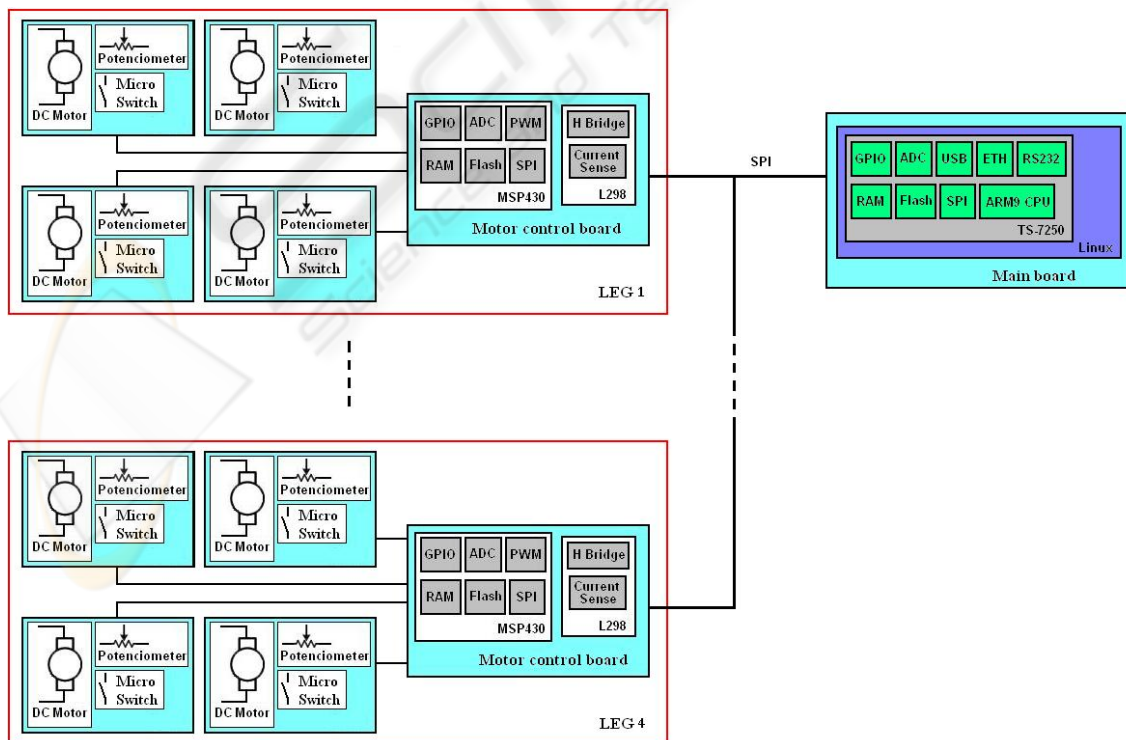 DC Motor
Potenciometer
Micro
Switch
DC Motor
Potenciometer
Micro
Switch
DC Motor
Potenciometer
Micro
Switch
DC Motor
Potenciometer
Micro
Switch
GPIO ADC PWM
RAM Flash SPI
MSP430
H Bridge
Current
Sense
L298
Motor control board
LEG 1
SPI
GPIO ADC USB ETH RS232
RAM Flash SPI ARM9 CPU
TS-7250
Linux
Main board
DC Motor
Potenciometer
Micro
Switch
DC Motor
Potenciometer
Micro
Switch
DC Motor
Potenciometer
Micro
Switch
DC Motor
Potenciometer
Micro
Switch
GPIO ADC PWM
RAM Flash SPI
MSP430
H Bridge
Current
Sense
L298
Motor control board
LEG 4